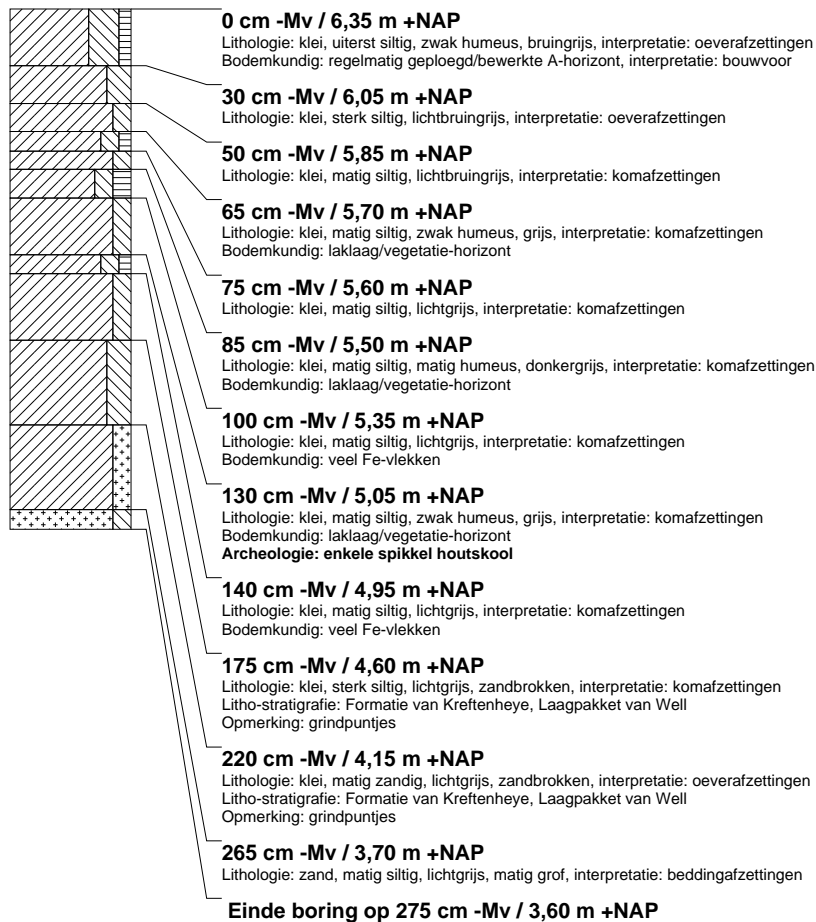 0 cm -Mv / 6,35 m +NAP
Lithologie: klei, uiterst siltig, zwak humeus, bruingrijs, interpretatie: oeverafzettingen
Bodemkundig: regelmatig geploegd/bewerkte A-horizont, interpretatie: bouwvoor
30 cm -Mv / 6,05 m +NAP
Lithologie: klei, sterk siltig, lichtbruingrijs, interpretatie: oeverafzettingen
50 cm -Mv / 5,85 m +NAP
Lithologie: klei, matig siltig, lichtbruingrijs, interpretatie: komafzettingen
65 cm -Mv / 5,70 m +NAP
Lithologie: klei, matig siltig, zwak humeus, grijs, interpretatie: komafzettingen
Bodemkundig: laklaag/vegetatie-horizont
75 cm -Mv / 5,60 m +NAP
Lithologie: klei, matig siltig, lichtgrijs, interpretatie: komafzettingen
85 cm -Mv / 5,50 m +NAP
Lithologie: klei, matig siltig, matig humeus, donkergrijs, interpretatie: komafzettingen
Bodemkundig: laklaag/vegetatie-horizont
100 cm -Mv / 5,35 m +NAP
Lithologie: klei, matig siltig, lichtgrijs, interpretatie: komafzettingen
Bodemkundig: veel Fe-vlekken
130 cm -Mv / 5,05 m +NAP
Lithologie: klei, matig siltig, zwak humeus, grijs, interpretatie: komafzettingen
Bodemkundig: laklaag/vegetatie-horizont
Archeologie: enkele spikkel houtskool
140 cm -Mv / 4,95 m +NAP
Lithologie: klei, matig siltig, lichtgrijs, interpretatie: komafzettingen
Bodemkundig: veel Fe-vlekken
175 cm -Mv / 4,60 m +NAP
Lithologie: klei, sterk siltig, lichtgrijs, zandbrokken, interpretatie: komafzettingen
Litho-stratigrafie: Formatie van Kreftenheye, Laagpakket van Well
Opmerking: grindpuntjes
220 cm -Mv / 4,15 m +NAP
Lithologie: klei, matig zandig, lichtgrijs, zandbrokken, interpretatie: oeverafzettingen
Litho-stratigrafie: Formatie van Kreftenheye, Laagpakket van Well
Opmerking: grindpuntjes
265 cm -Mv / 3,70 m +NAP
Lithologie: zand, matig siltig, lichtgrijs, matig grof, interpretatie: beddingafzettingen
Einde boring op 275 cm -Mv / 3,60 m +NAP